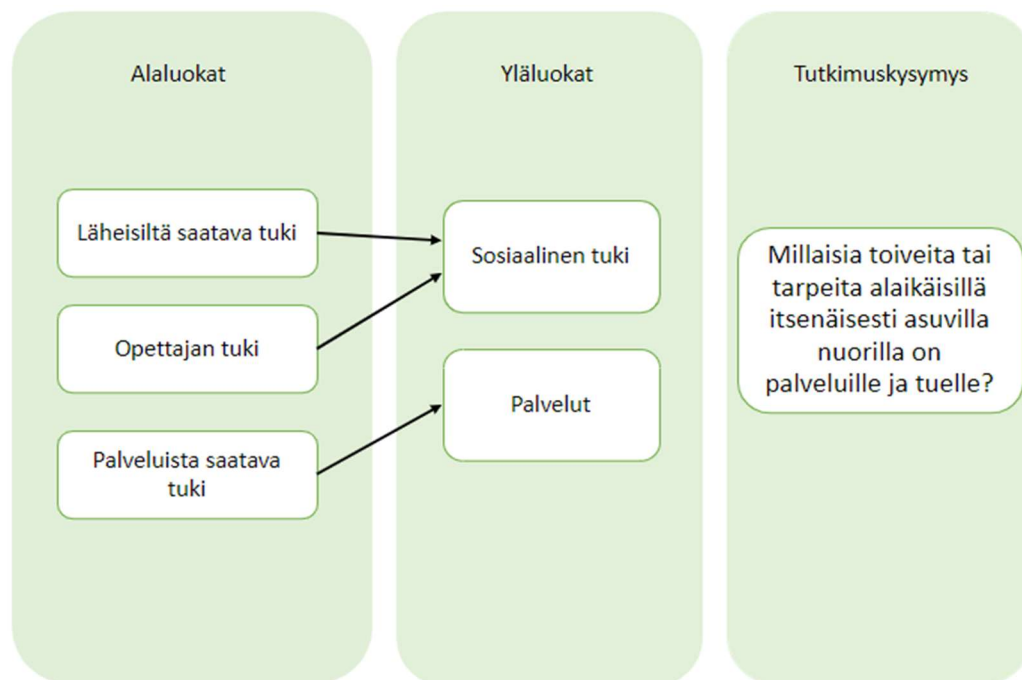 Alaluokat
Läheisiltä saatava tuki
Opettajan tuki
Palveluista saatava
tuki
Yläluokat
Sosiaalinen tuki
Palvelut
Tutkimuskysymys
Millaisia toiveita tai
tarpeita alaikäisillä
itsenäisesti asuvilla
nuorilla on
palveluille ja tuelle?